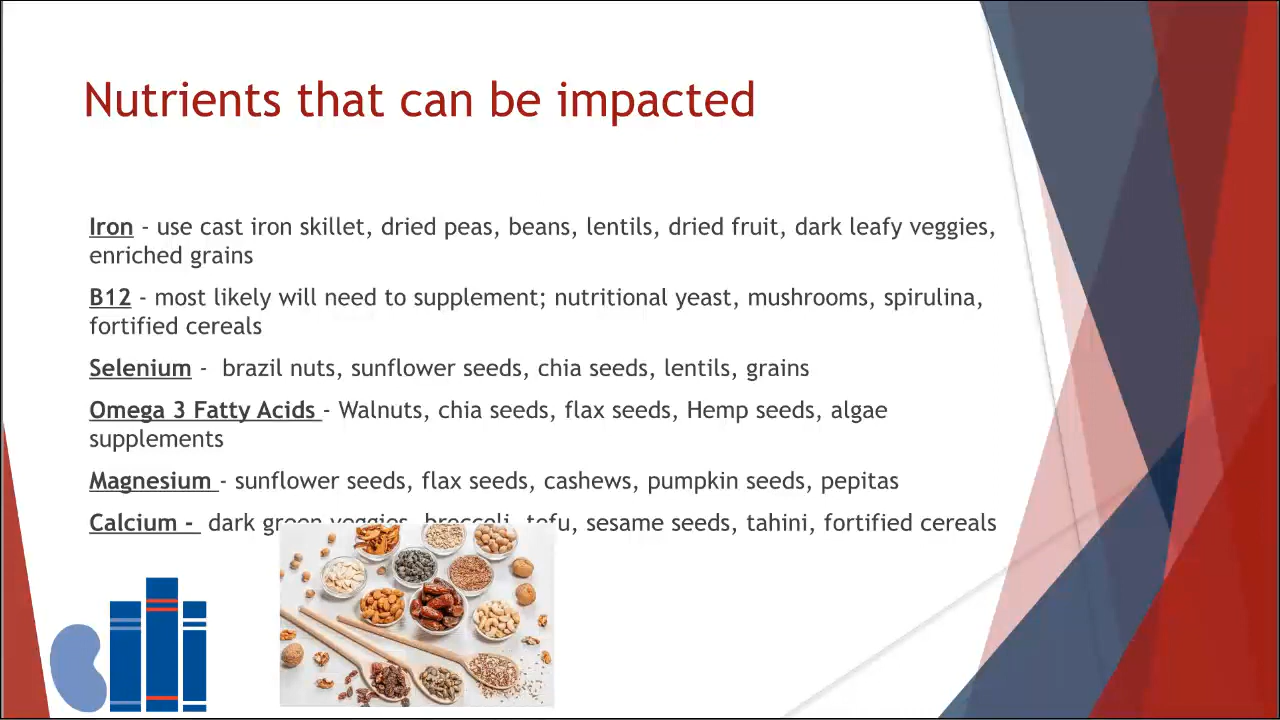 Nutrients that can be impacted
Iron - use cast iron skillet, dried peas, beans, lentils, dried fruit, dark leafy veggies,
enriched grains
B12 - most likely will need to supplement; nutritional yeast, mushrooms, spirulina,
fortified cereals
Selenium -  brazil nuts, sunflower seeds, chia seeds, lentils, grains
Omega 3 Fatty Acids - Walnuts, chia seeds, flax seeds, Hemp seeds, algae
supplements
Magnesium - sunflower seeds, flax seeds, cashews, pumpkin seeds, pepitas
Calcium -  dark green veggies, broccoli, tofu, sesame seeds, tahini, fortified cereals